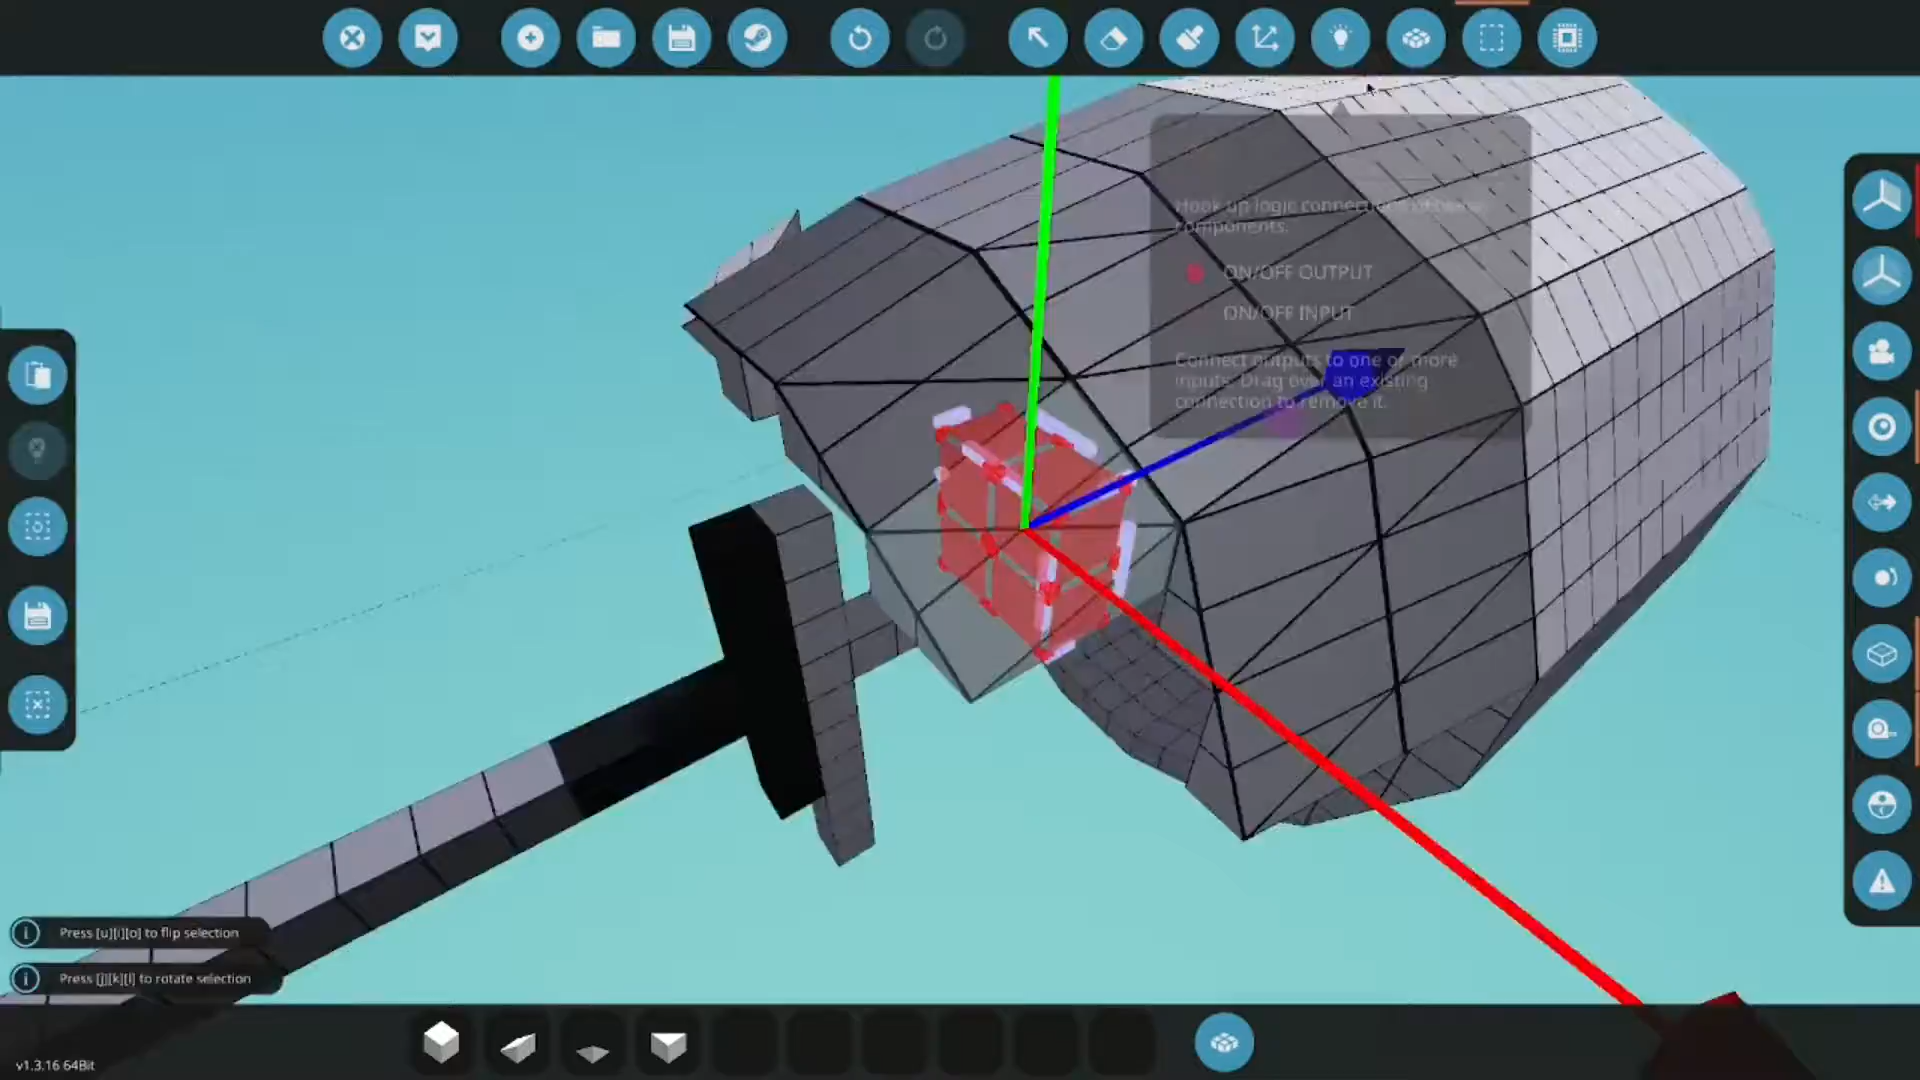 Hook up logic connections between
components.
ON/OFF OUTPUT
ON/OFF INPUT
Connect outputs to one or more
inputs. Drag over an existing
connection to remove it.
Press [u][i][o] to flip selection
Press [j][k][l] to rotate selection
v1.3.16 64Bit